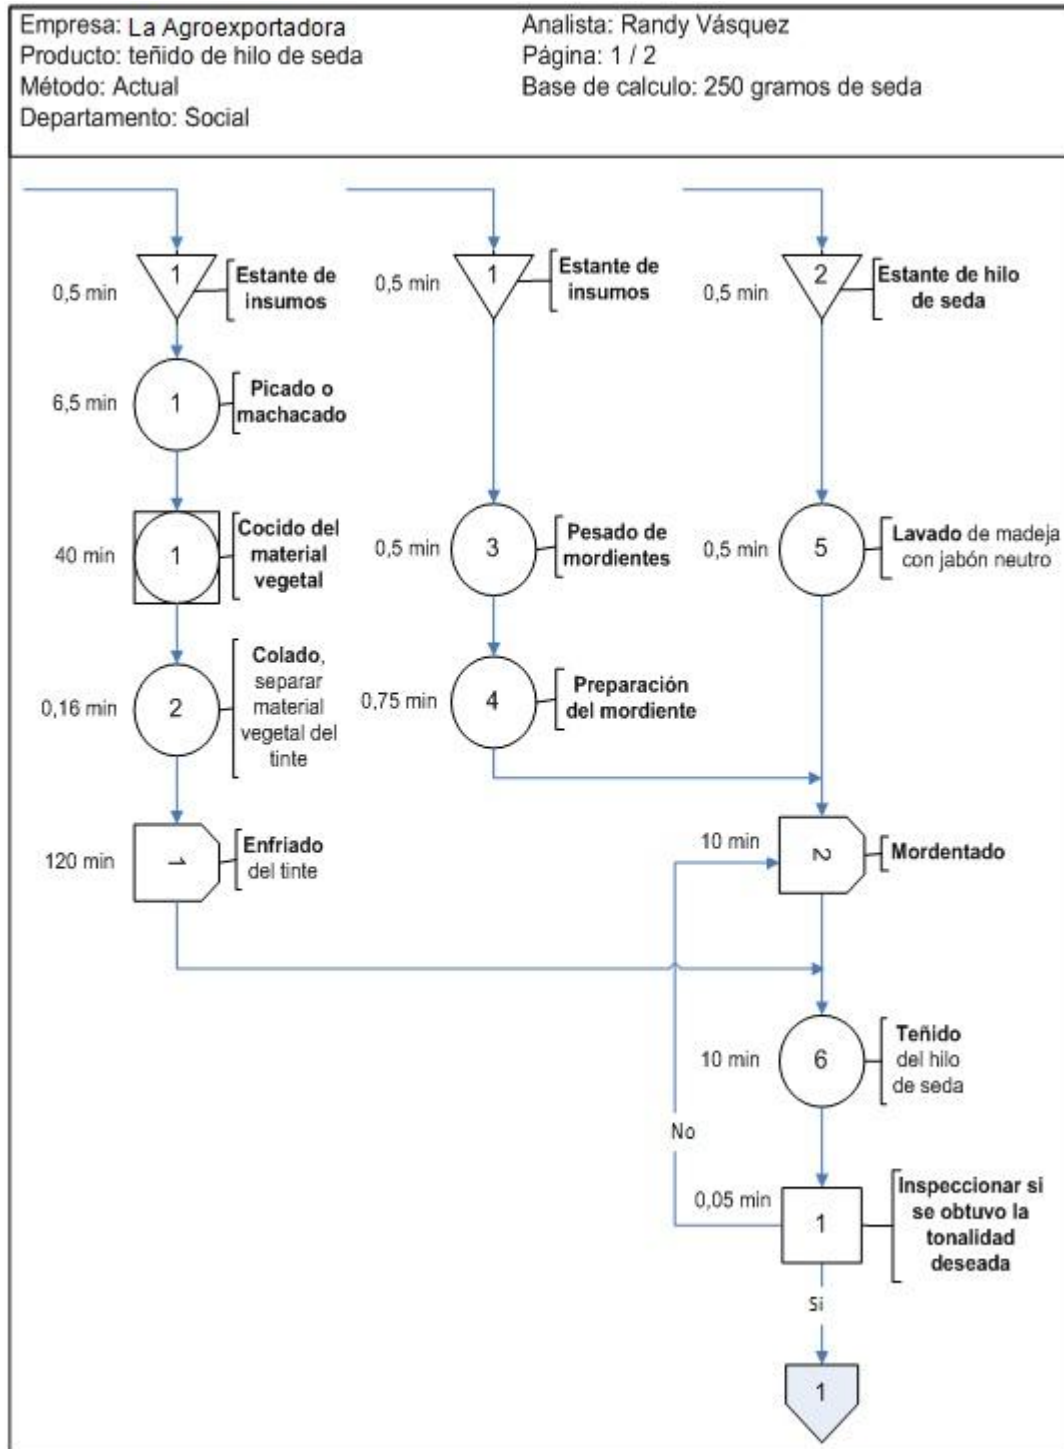 Empresa: La Agroexportadora
Producto: teñido de hilo de seda
Método: Actual
Departamento: Social
Analista: Randy Vásquez
Página: 1 / 2
Base de calculo: 250 gramos de seda
0,5 min
1
Estante de
insumos
0,5 min
1
Estante de
insumos
0,5 min
2
Estante de hilo
de seda
6,5 min
1
Picado o
machacado
40 min
1
Cocido del
material
vegetal
0,5 min
3
Pesado de
mordientes
0,5 min
5
Lavado de madeja
con jabón neutro
0,16 min
2
Colado,
separar
material
vegetal del
tinte
0,75 min
4
Preparación
del mordiente
120 min
1
Enfriado
del tinte
10 min
2
Mordentado
10 min
6
Teñido
del hilo
de seda
No
0,05 min
1
Inspeccionar si
se obtuvo la
tonalidad
deseada
Si
1